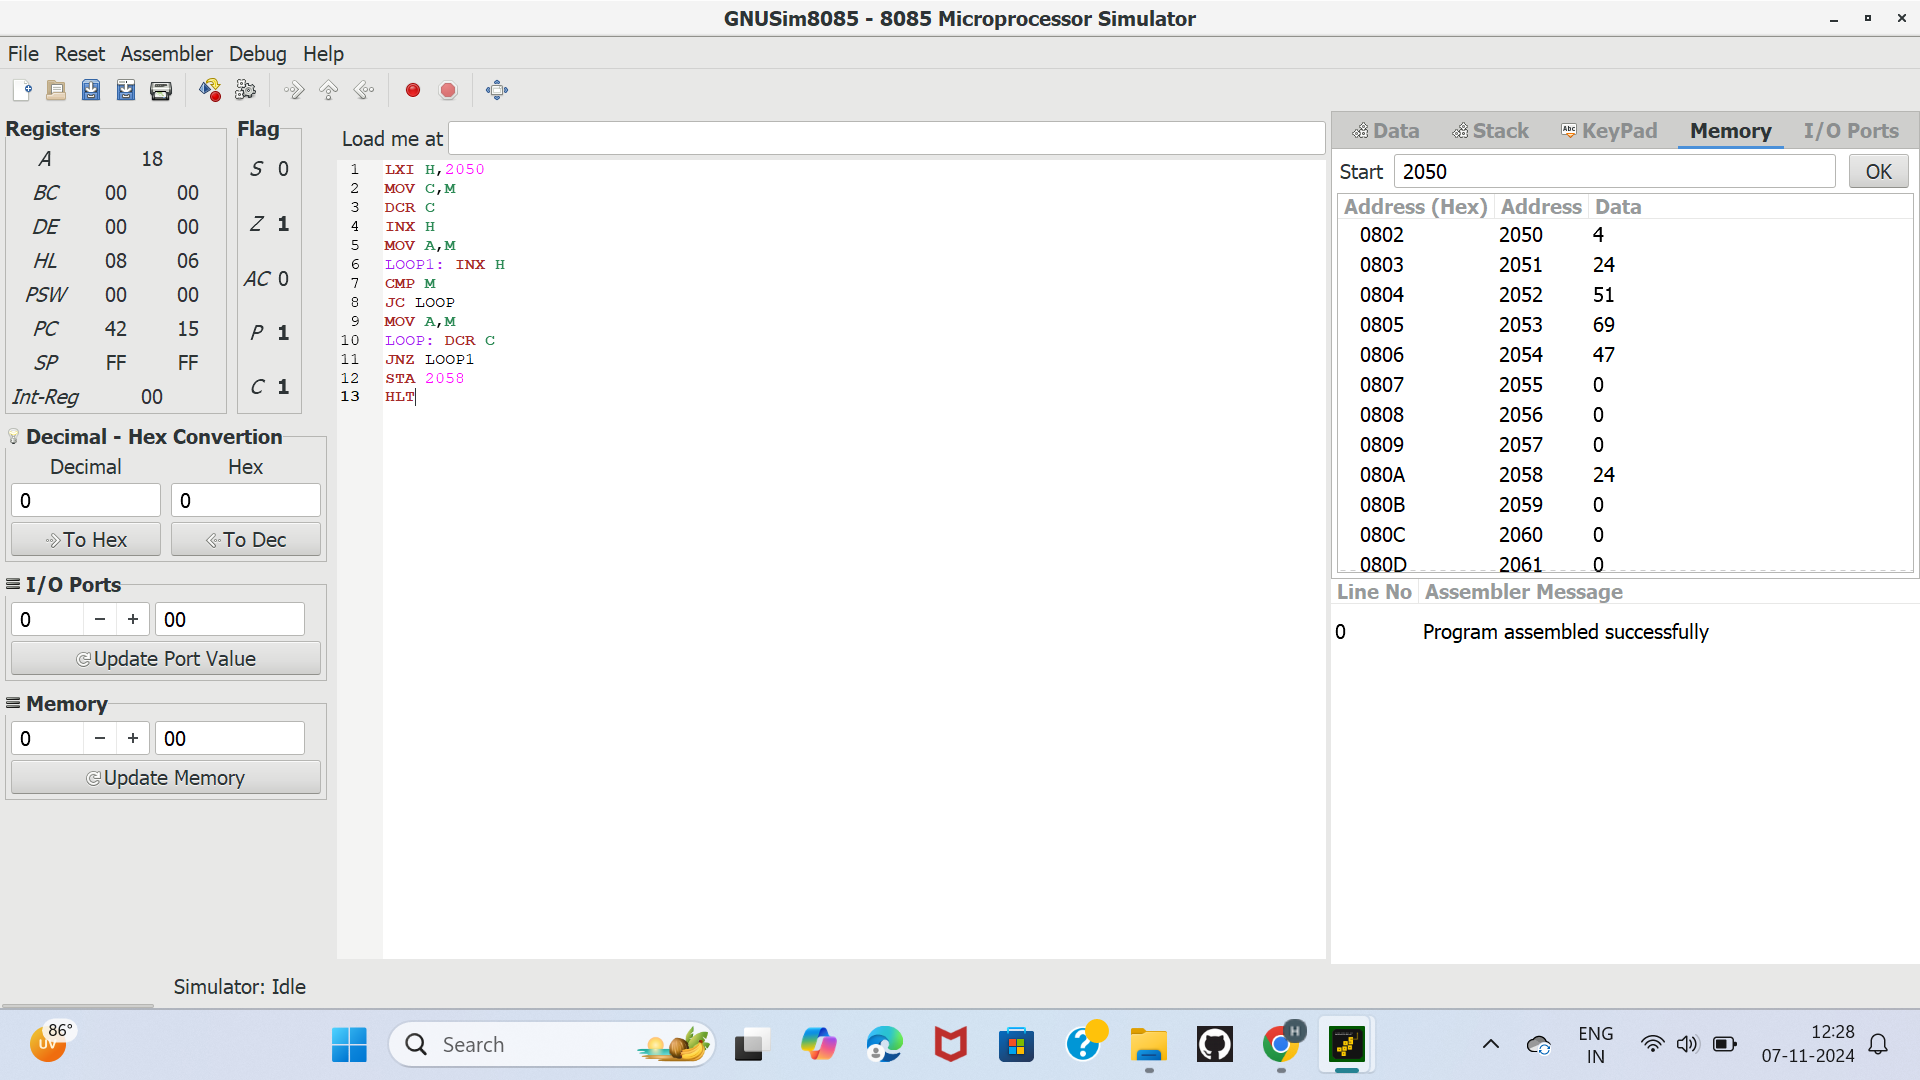 GNUSim8085 - 8085 Microprocessor Simulator
File Reset Assembler Debug Help
Registers
A 18
BC 00 00
DE 00 00
HL 08 06
PSW 00 00
PC 42 15
SP FF FF
Int-Reg 00
Flag
S 0
Z 1
AC 0
P 1
C 1
Decimal - Hex Convertion
Decimal Hex
0 0
To Hex To Dec
I/O Ports
0 − + 00
Update Port Value
Memory
0 − + 00
Update Memory
Load me at
1 LXI H,2050
2 MOV C,M
3 DCR C
4 INX H
5 MOV A,M
6 LOOP1: INX H
7 CMP M
8 JC LOOP
9 MOV A,M
10 LOOP: DCR C
11 JNZ LOOP1
12 STA 2058
13 HLT
Data Stack Abc KeyPad Memory I/O Ports
Start 2050 OK
Address (Hex) Address Data
0802 2050 4
0803 2051 24
0804 2052 51
0805 2053 69
0806 2054 47
0807 2055 0
0808 2056 0
0809 2057 0
080A 2058 24
080B 2059 0
080C 2060 0
080D 2061 0
Line No Assembler Message
0 Program assembled successfully
Simulator: Idle
86°
UV
Search
H
ENG
IN
12:28
07-11-2024